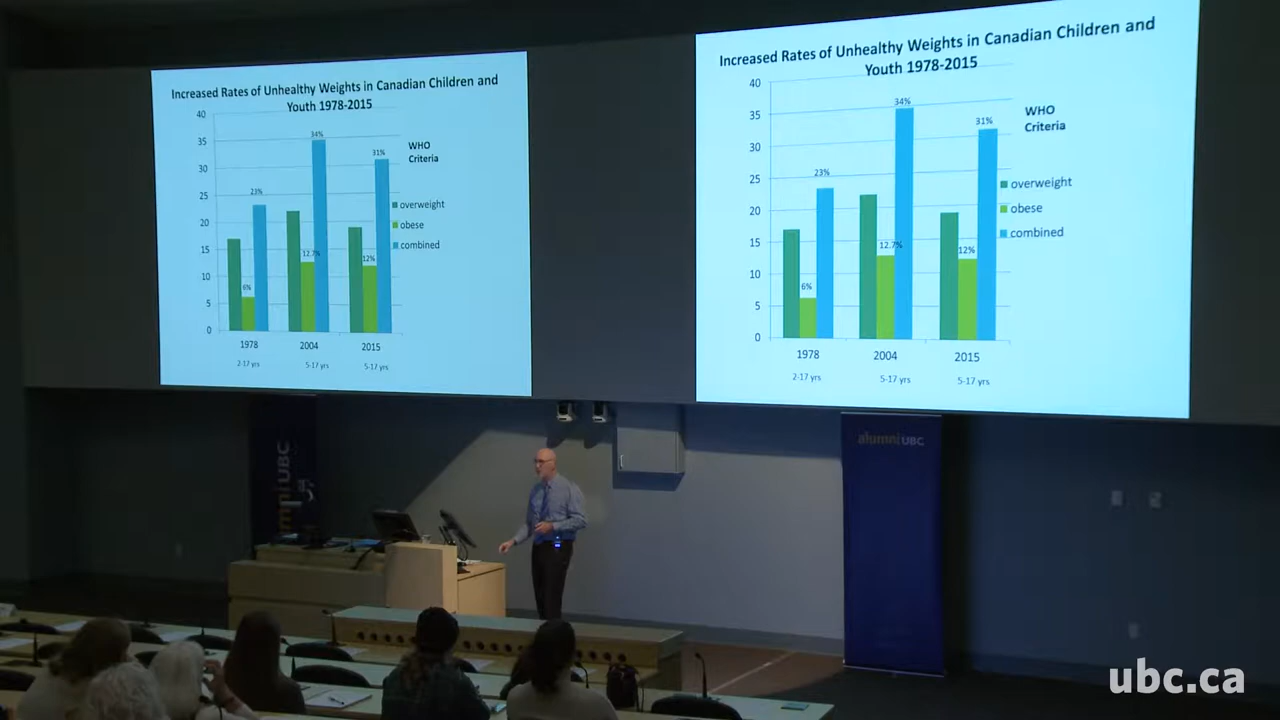 Increased Rates of Unhealthy Weights in Canadian Children and
Youth 1978-2015
40
35
30
25
20
15
10
5
0
23%
6%
34%
12.7%
31%
12%
WHO
Criteria
overweight
obese
combined
1978
2004
2015
2-17 yrs
5-17 yrs
5-17 yrs
Increased Rates of Unhealthy Weights in Canadian Children and
Youth 1978-2015
40
35
30
25
20
15
10
5
0
23%
6%
34%
12.7%
31%
12%
WHO
Criteria
overweight
obese
combined
1978
2004
2015
2-17 yrs
5-17 yrs
5-17 yrs
UBC
alumni UBC
ubc.ca